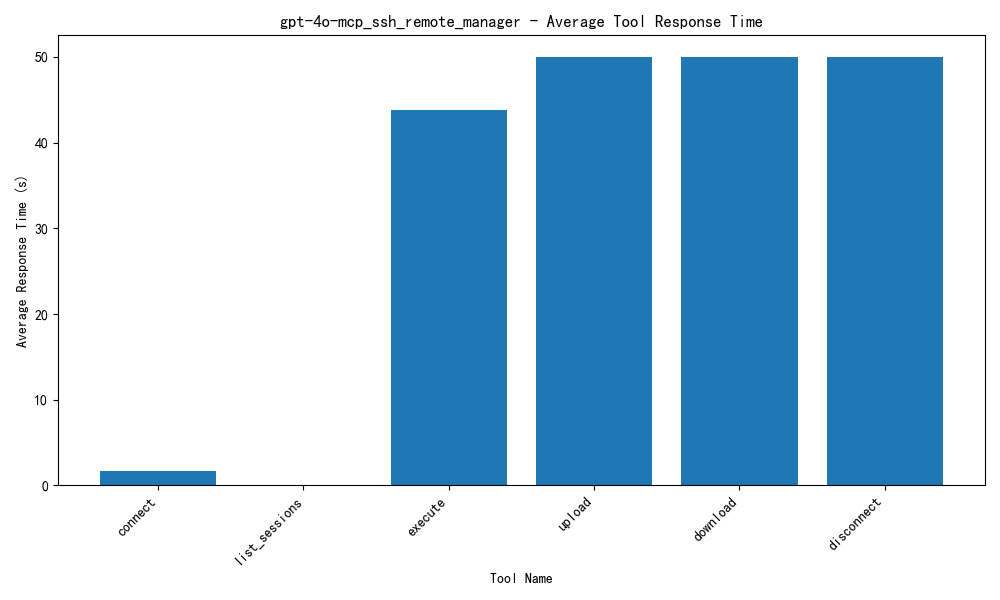 gpt-4o-mcp_ssh_remote_manager - Average Tool Response Time
Average Response Time (s)
50
40
30
20
10
0
connect
list_sessions
execute
upload
download
disconnect
Tool Name